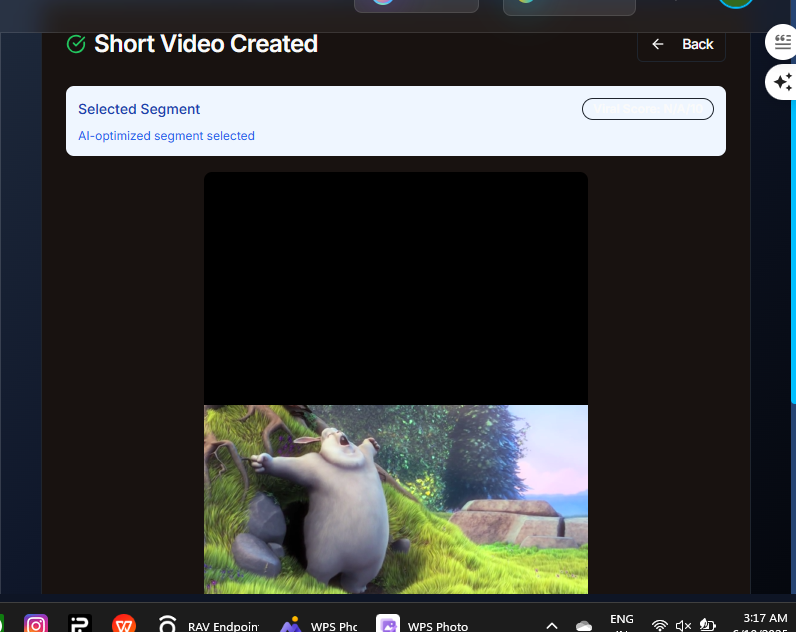 Short Video Created
Back
Selected Segment
AI-optimized segment selected
RAV Endpoin
WPS Phc
WPS Photo
ENG
3:17 AM